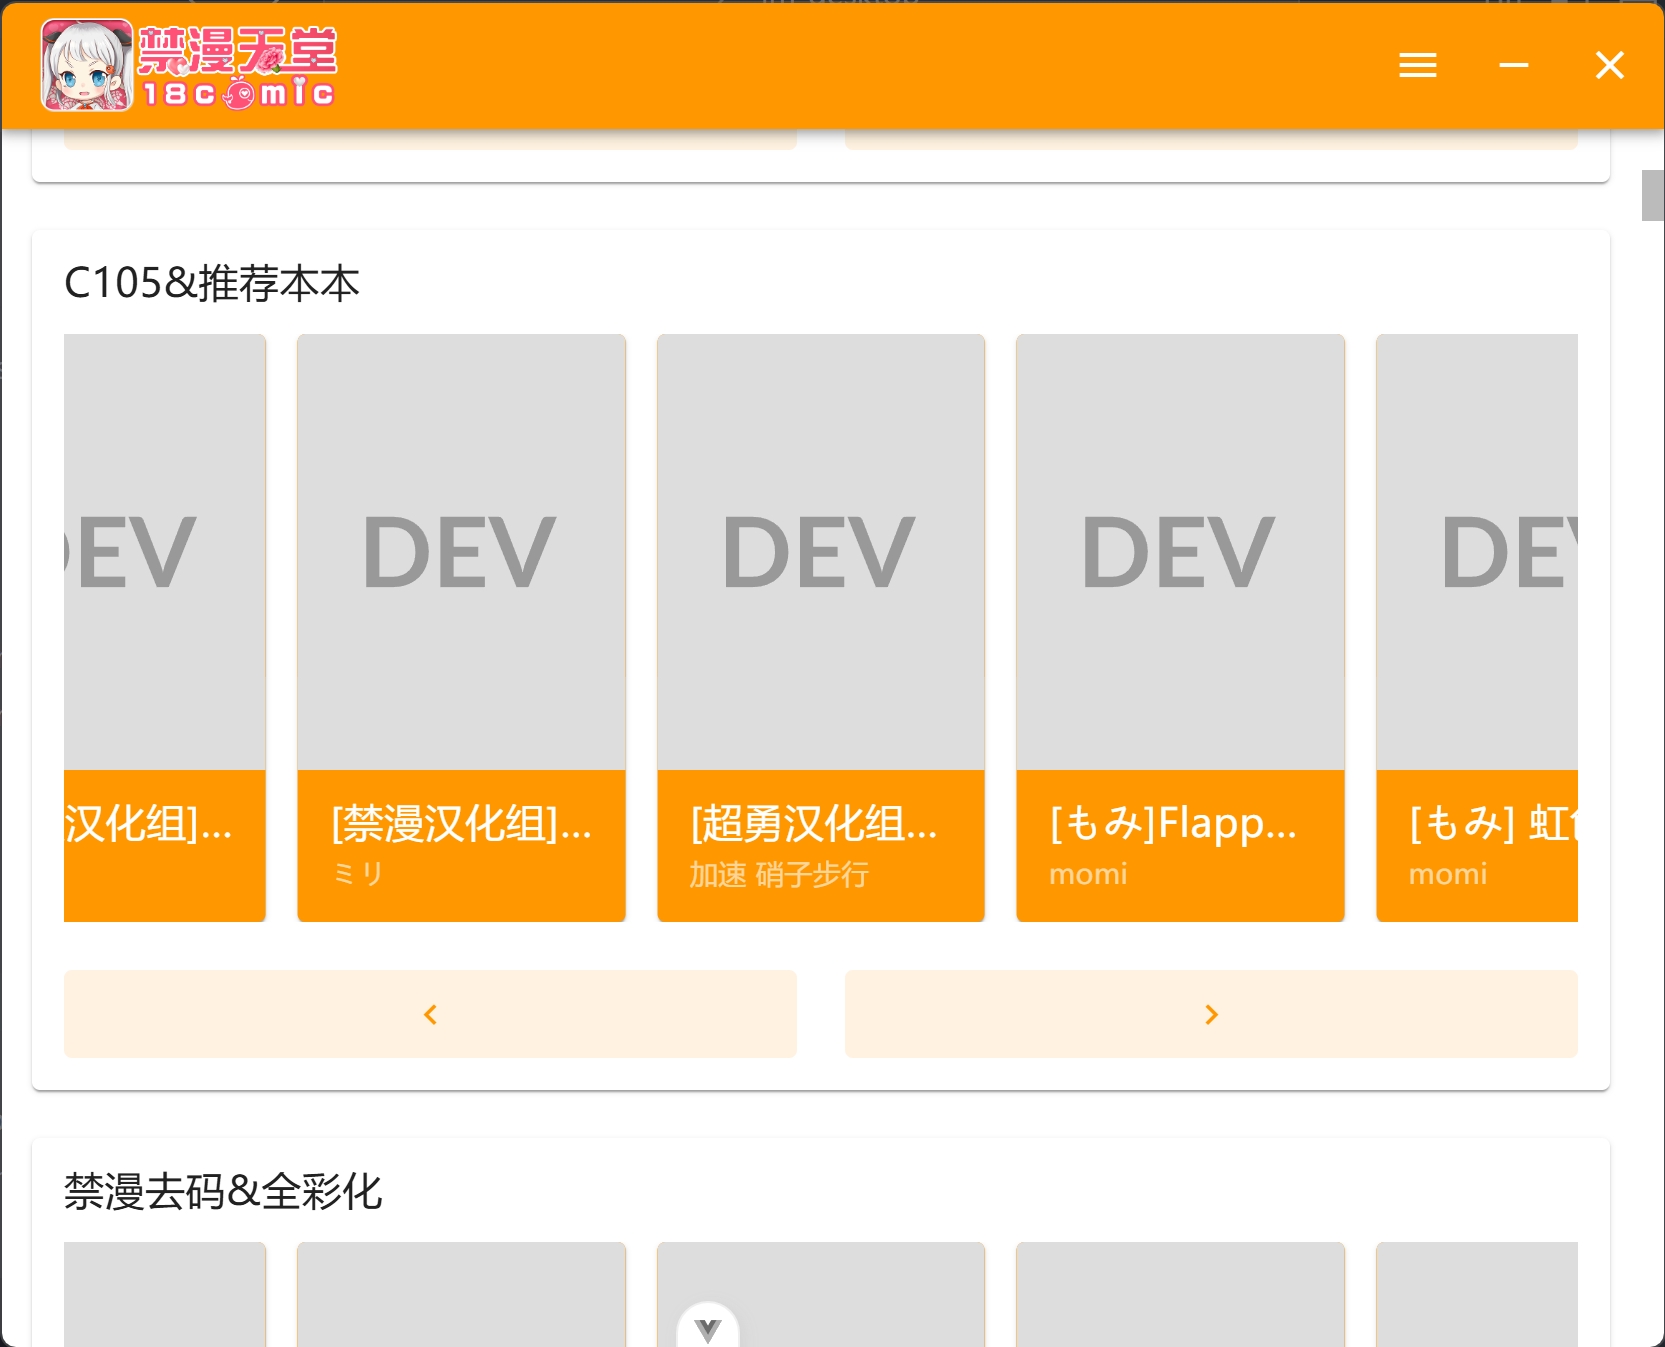 禁漫天堂
18comic
C105&推荐本本
DEV
DEV
DEV
DEV
DEV
汉化组]...
[禁漫汉化组]...
ミリ
[超勇汉化组...
加速 硝子步行
[もみ]Flapp...
momi
[もみ] 虹
momi
禁漫去码&全彩化